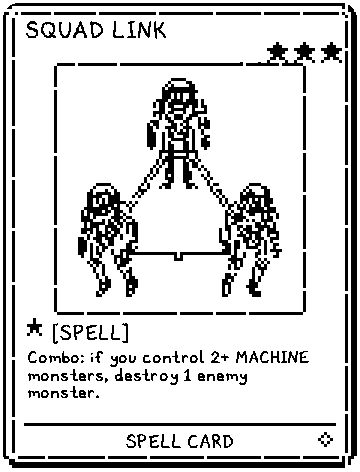 SQUAD LINK
[SPELL]
Combo: if you control 2+ MACHINE
monsters, destroy 1 enemy
monster.
SPELL CARD